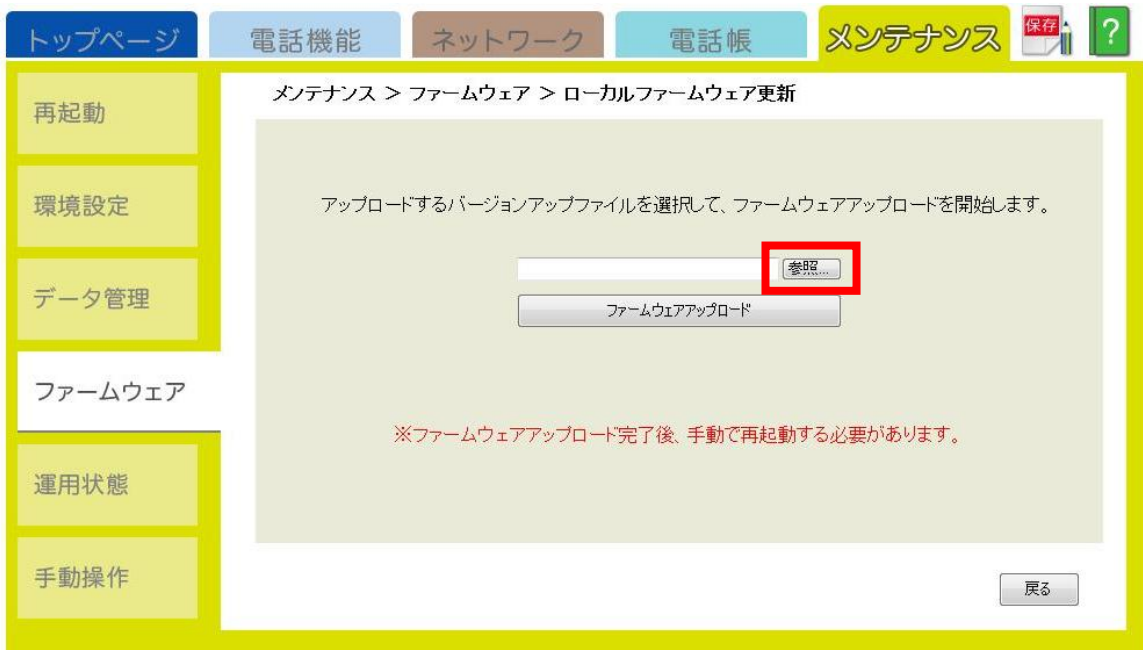 トップページ 電話機能 ネットワーク 電話帳 メンテナンス 保存 ?
メンテナンス > ファームウェア > ローカルファームウェア更新
再起動
環境設定
データ管理
ファームウェア
運用状態
手動操作
アップロードするバージョンアップファイルを選択して、ファームウェアアップロードを開始します。
参照...
ファームウェアアップロード
※ファームウェアアップロード完了後、手動で再起動する必要があります。
戻る